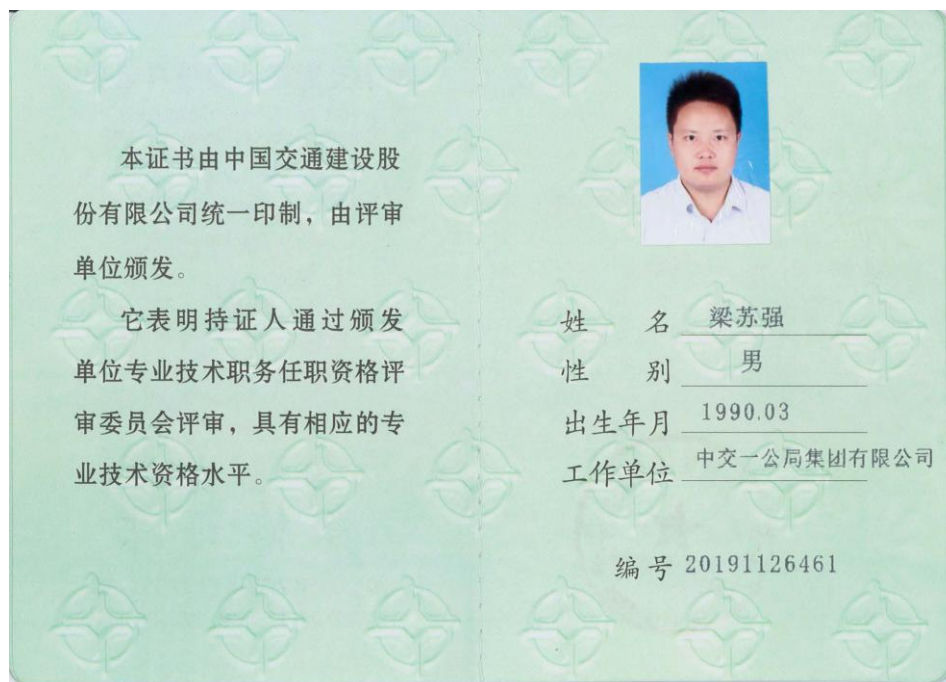 本证书由中国交通建设股
份有限公司统一印制，由评审
单位颁发。
它表明持证人通过颁发
单位专业技术职务任职资格评
审委员会评审，具有相应的专
业技术资格水平。
姓 名 梁苏强
性 别 男
出生年月 1990.03
工作单位 中交一公局集团有限公司
编号 20191126461